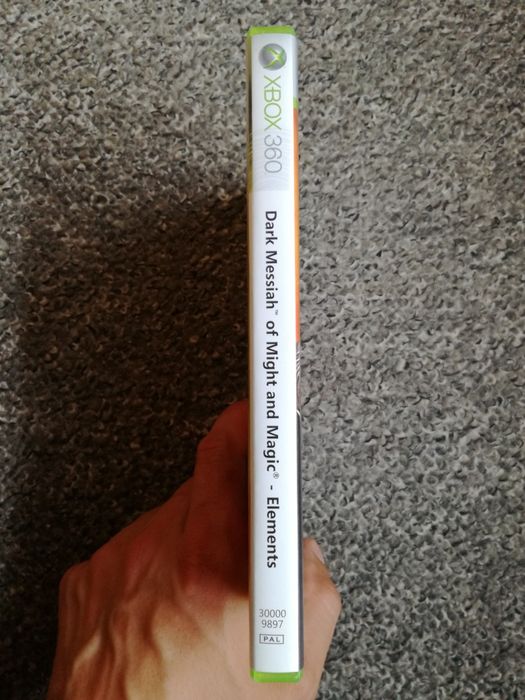 XBOX 360
Dark Messiah™ of Might and Magic® - Elements
30000
9897
PAL